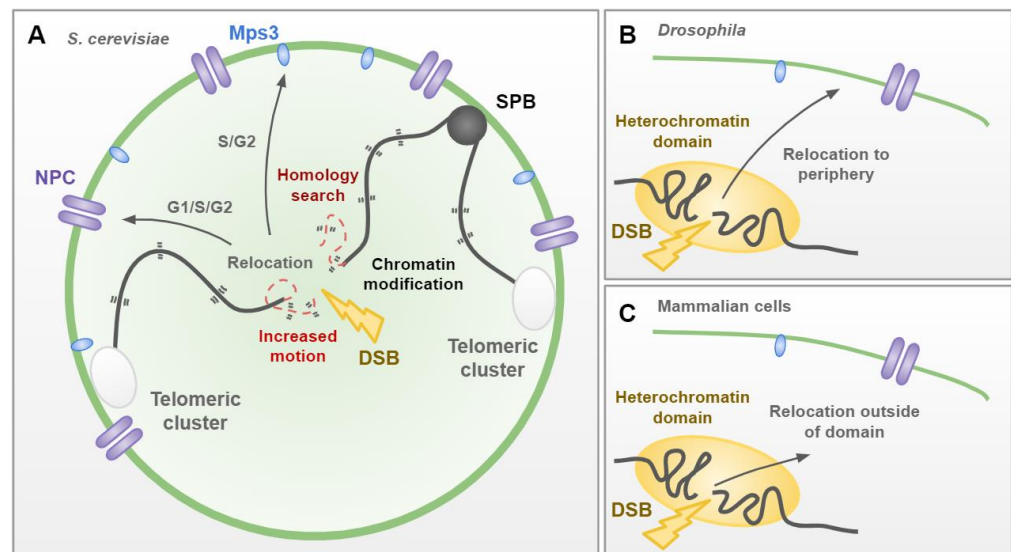 A
S. cerevisiae
Mps3
SPB
S/G2
Homology
search
NPC
G1/S/G2
Relocation
Chromatin
modification
Increased
motion
DSB
Telomeric
cluster
Telomeric
cluster
B
Drosophila
Heterochromatin
domain
Relocation to
periphery
DSB
C
Mammalian cells
Heterochromatin
domain
Relocation outside
of domain
DSB